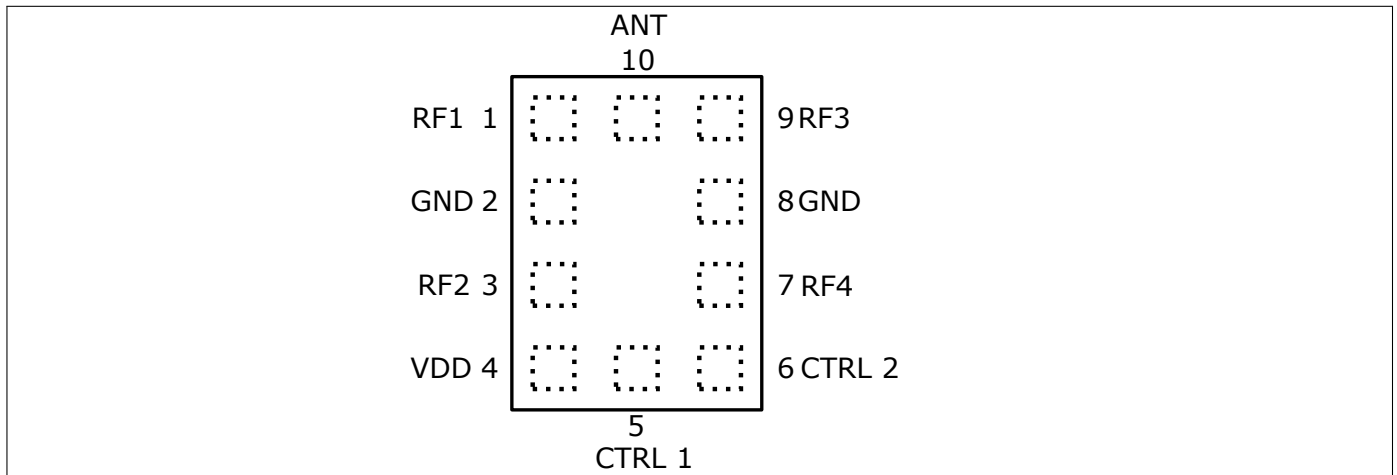 ANT
10
RF1 1
9 RF3
GND 2
8 GND
RF2 3
7 RF4
VDD 4
6 CTRL 2
5
CTRL 1